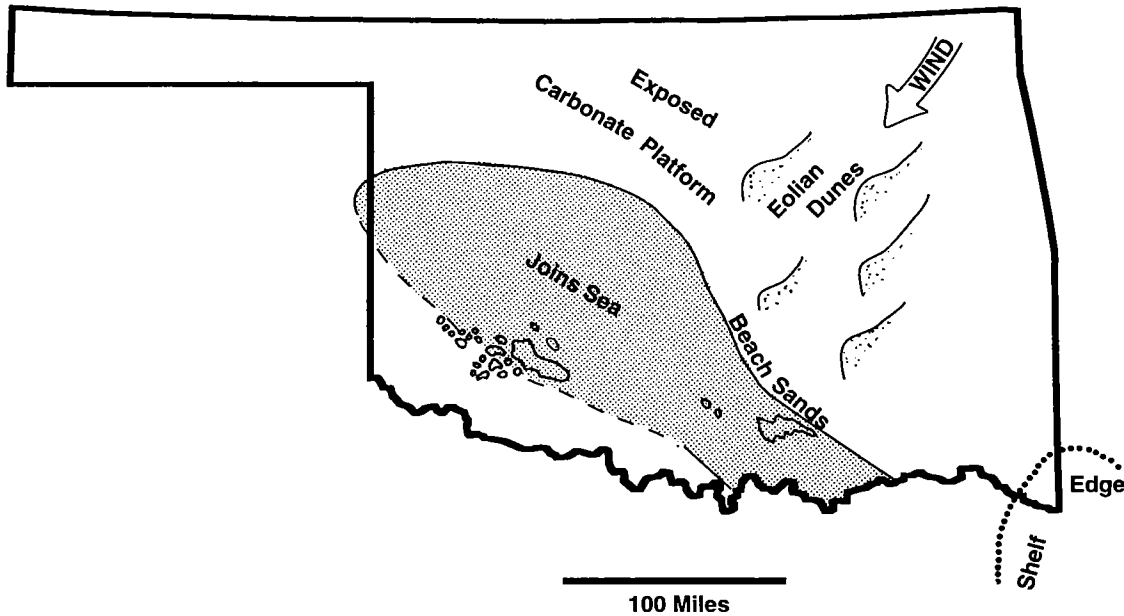 WIND
Exposed
Carbonate Platform
Eolian
Dunes
Joins Sea
Beach Sands
Edge
Shelf
100 Miles